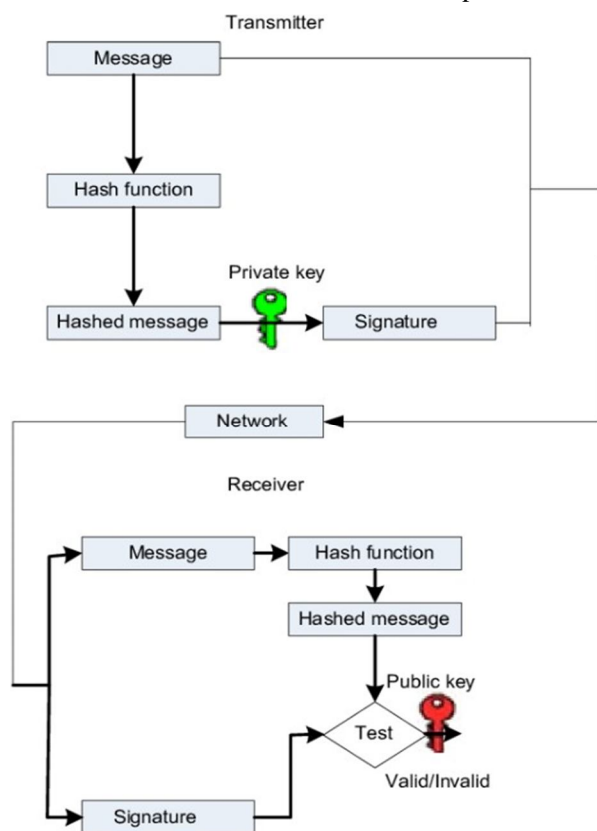 Transmitter
Message
Hash function
Private key
Hashed message
Signature
Network
Receiver
Message
Hash function
Hashed message
Public key
Test
Valid/Invalid
Signature